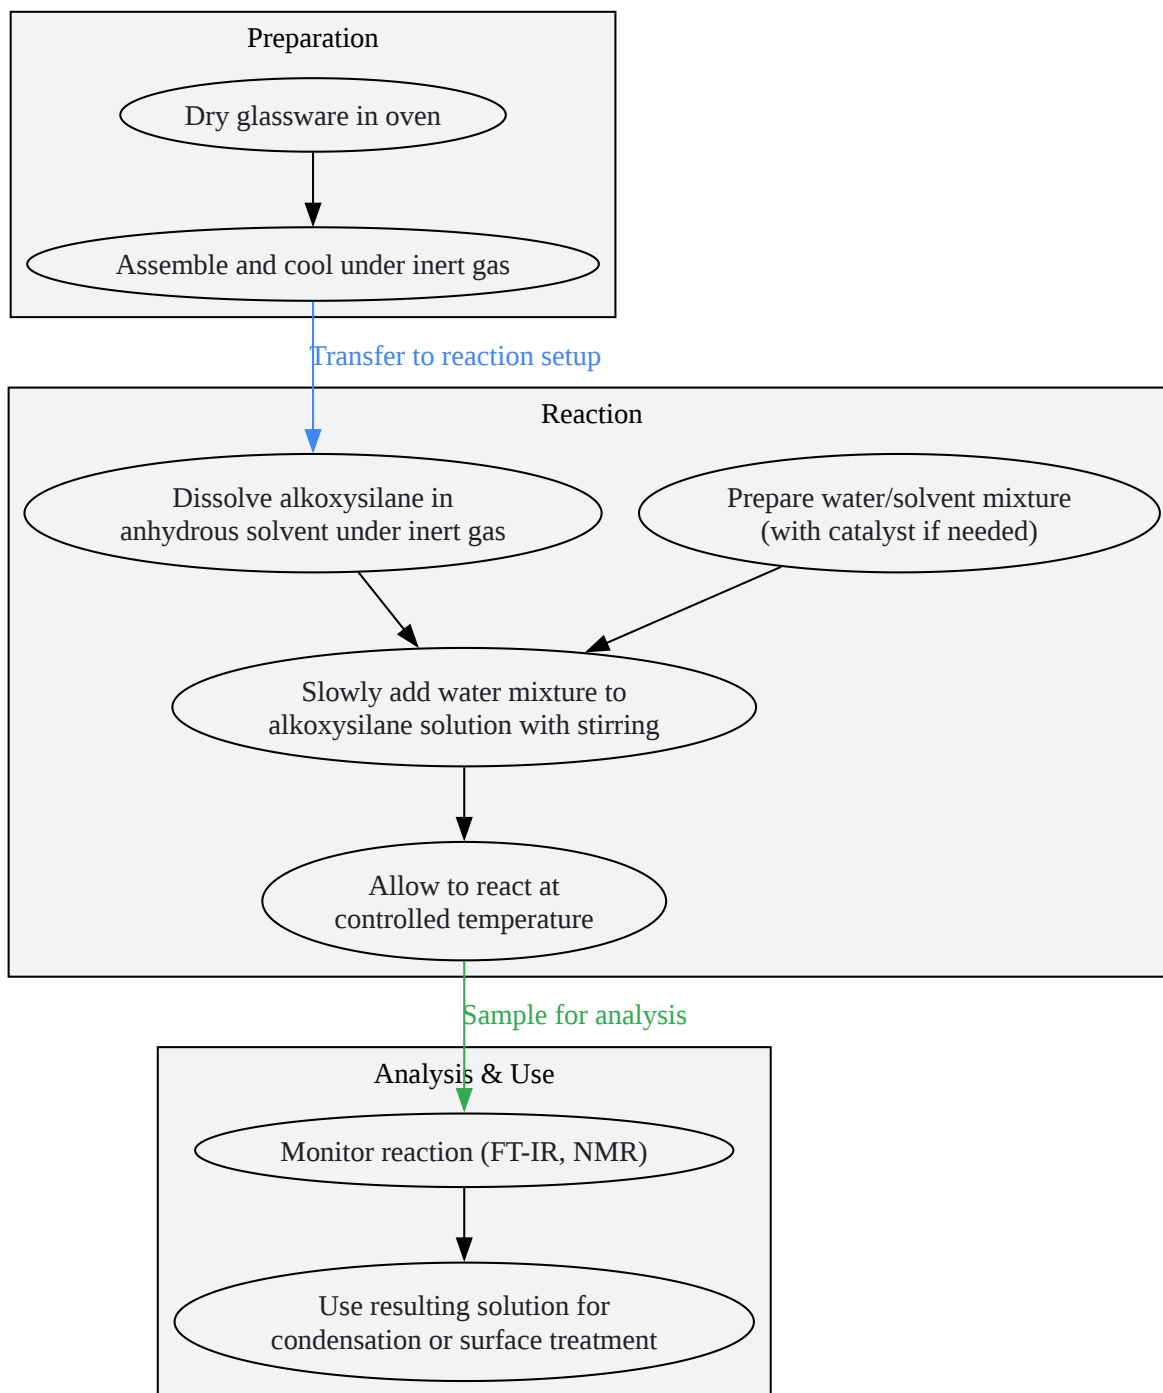 Preparation
Dry glassware in oven
Assemble and cool under inert gas
Transfer to reaction setup
Reaction
Dissolve alkoxysilane in
anhydrous solvent under inert gas
Prepare water/solvent mixture
(with catalyst if needed)
Slowly add water mixture to
alkoxysilane solution with stirring
Allow to react at
controlled temperature
Sample for analysis
Analysis & Use
Monitor reaction (FT-IR, NMR)
Use resulting solution for
condensation or surface treatment